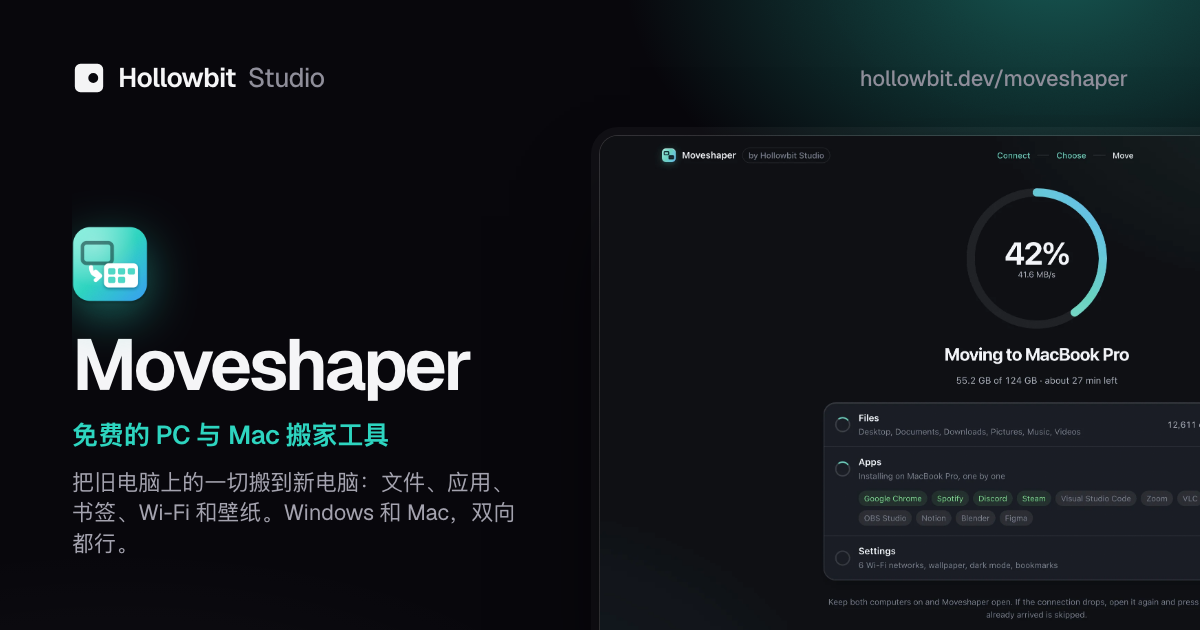 Hollowbit Studio
hollowbit.dev/moveshaper
Moveshaper
免费的 PC 与 Mac 搬家工具
把旧电脑上的一切搬到新电脑：文件、应用、
书签、Wi-Fi 和壁纸。Windows 和 Mac，双向
都行。
Moveshaper by Hollowbit Studio
Connect Choose Move
42%
41.6 MB/s
Moving to MacBook Pro
55.2 GB of 124 GB · about 27 min left
Files
Desktop, Documents, Downloads, Pictures, Music, Videos
12,611
Apps
Installing on MacBook Pro, one by one
Google Chrome Spotify Discord Steam Visual Studio Code Zoom VLC
OBS Studio Notion Blender Figma
Settings
6 Wi-Fi networks, wallpaper, dark mode, bookmarks
Keep both computers on and Moveshaper open. If the connection drops, open it again and press
already arrived is skipped.